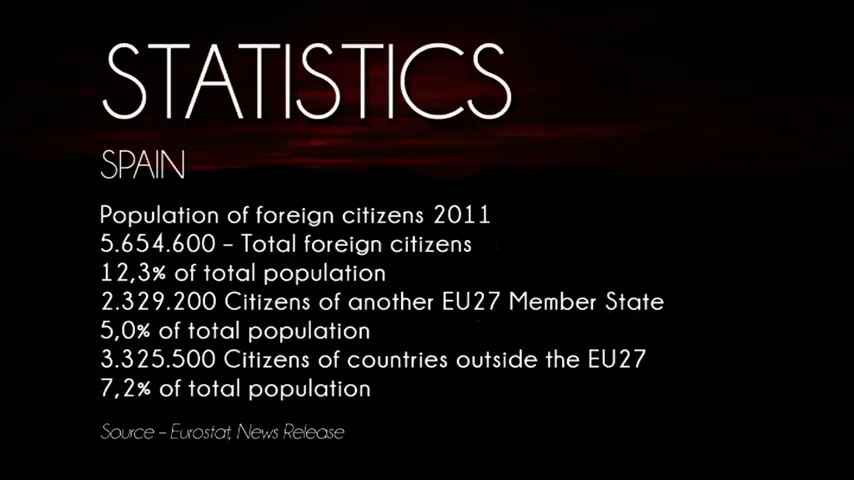 STATISTICS
SPAIN
Population of foreign citizens 2011
5.654.600 – Total foreign citizens
12,3% of total population
2.329.200 Citizens of another EU27 Member State
5,0% of total population
3.325.500 Citizens of countries outside the EU27
7,2% of total population
Source – Eurostat, News Release